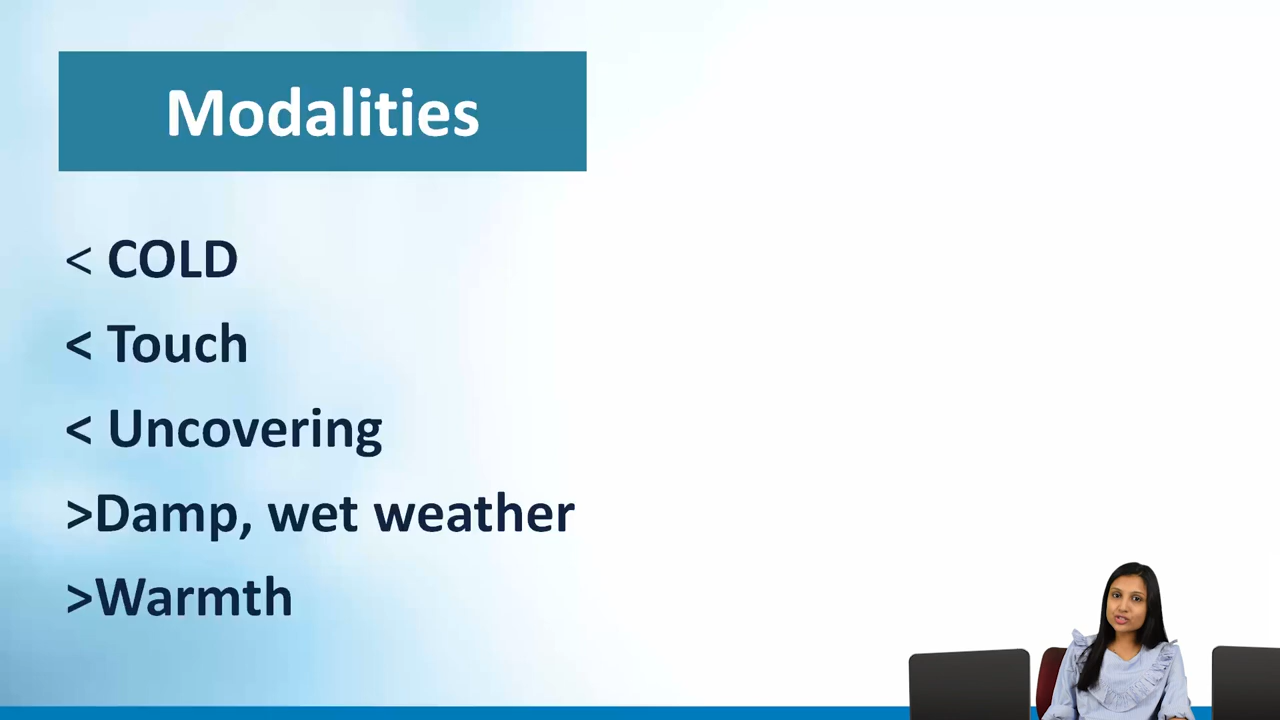 Modalities
< COLD
< Touch
< Uncovering
>Damp, wet weather
>Warmth